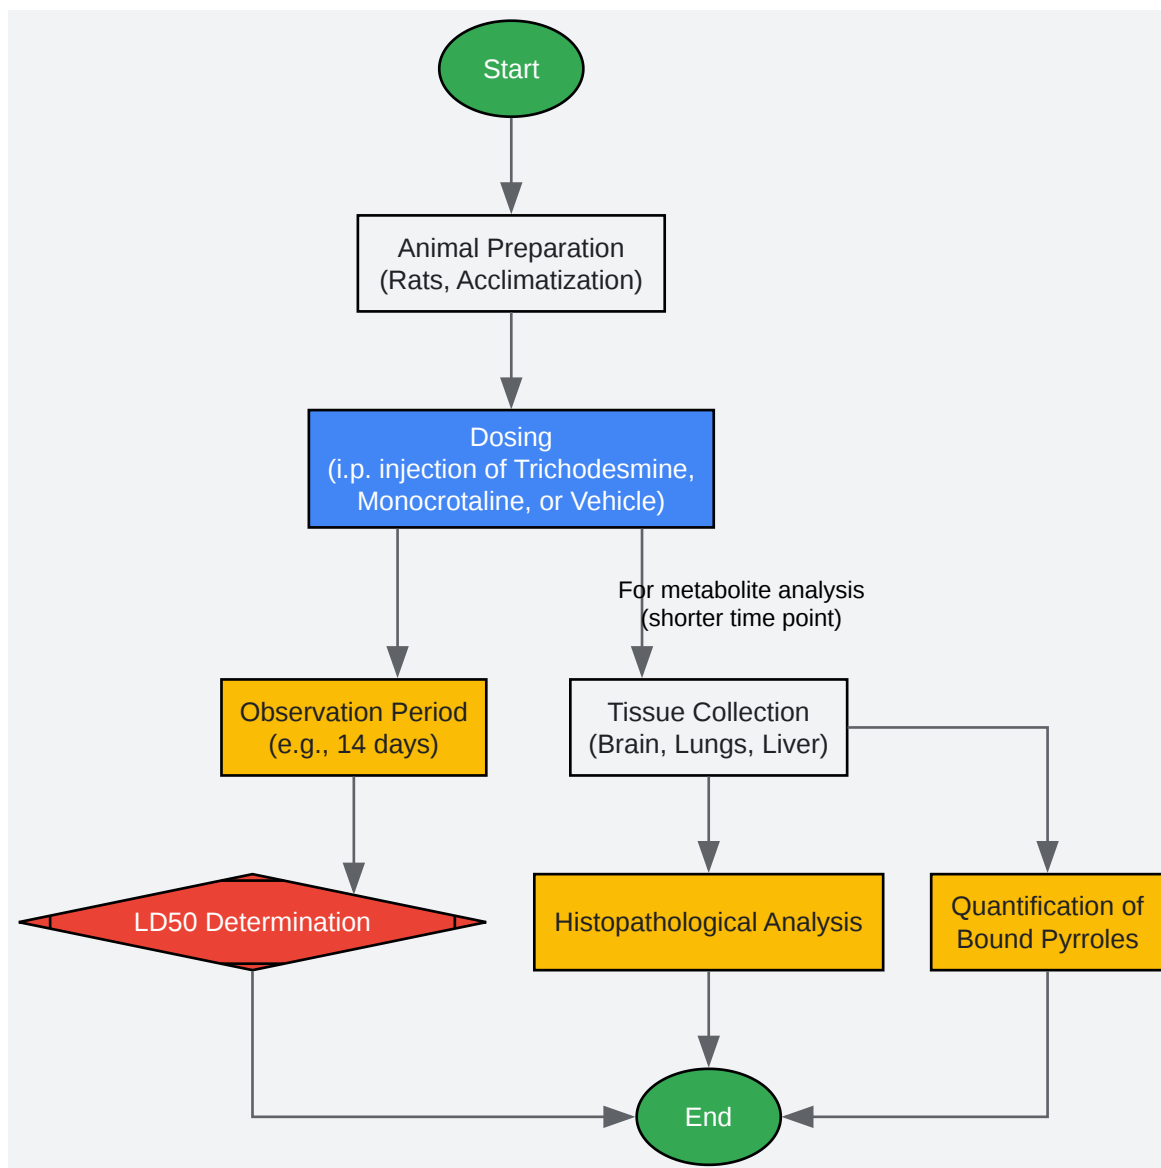 Start
Animal Preparation
(Rats, Acclimatization)
Dosing
(i.p. injection of Trichodesmine,
Monocrotaline, or Vehicle)
For metabolite analysis
(shorter time point)
Observation Period
(e.g., 14 days)
Tissue Collection
(Brain, Lungs, Liver)
LD50 Determination
Histopathological Analysis
Quantification of
Bound Pyrroles
End